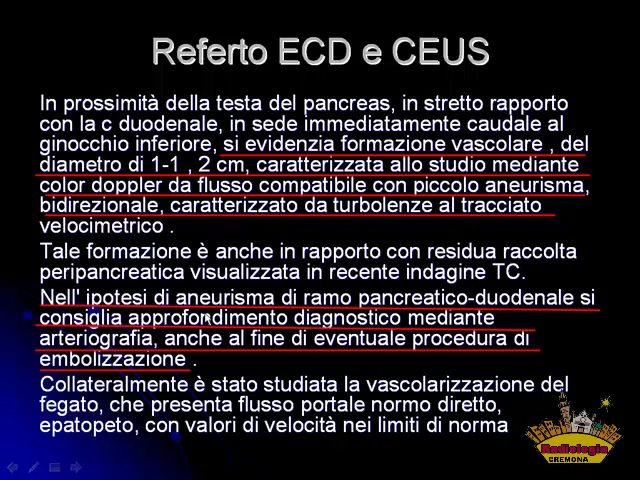 Referto ECD e CEUS
In prossimità della testa del pancreas, in stretto rapporto
con la c duodenale, in sede immediatamente caudale al
ginocchio inferiore, si evidenzia formazione vascolare , del
diametro di 1-1 , 2 cm, caratterizzata allo studio mediante
color doppler da flusso compatibile con piccolo aneurisma,
bidirezionale, caratterizzato da turbolenze al tracciato
velocimetrico .
Tale formazione è anche in rapporto con residua raccolta
peripancreatica visualizzata in recente indagine TC.
Nell' ipotesi di aneurisma di ramo pancreatico-duodenale si
consiglia approfondimento diagnostico mediante
arteriografia, anche al fine di eventuale procedura di
embolizzazione .
Collateralmente è stato studiata la vascolarizzazione del
fegato, che presenta flusso portale normo diretto,
epatopeto, con valori di velocità nei limiti di norma
Radiologia
CREMONA